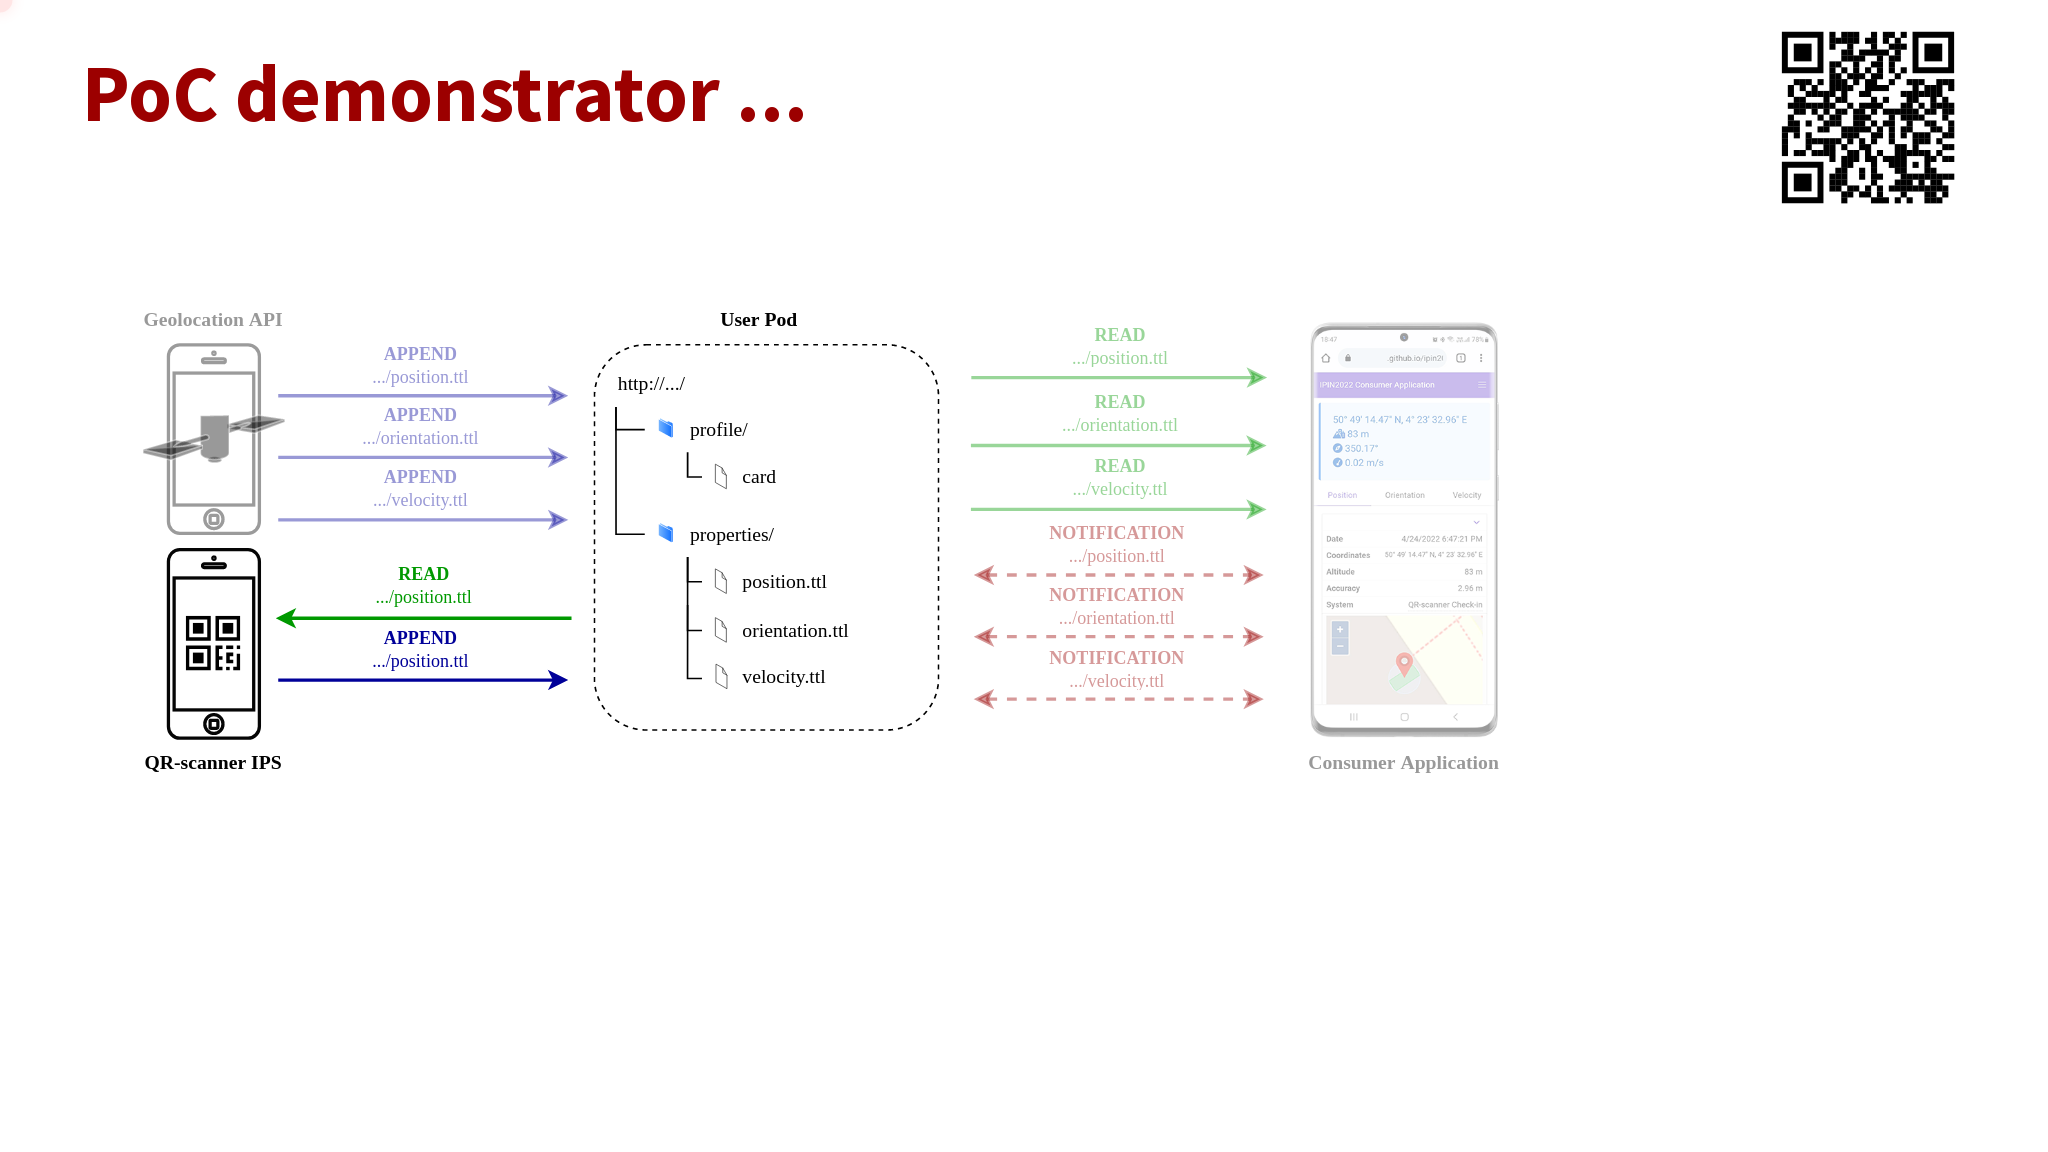 PoC demonstrator ...
Geolocation API
APPEND
.../position.ttl
APPEND
.../orientation.ttl
APPEND
.../velocity.ttl
READ
.../position.ttl
APPEND
.../position.ttl
QR-scanner IPS
User Pod
http://.../
profile/
card
properties/
position.ttl
orientation.ttl
velocity.ttl
READ
.../position.ttl
READ
.../orientation.ttl
READ
.../velocity.ttl
NOTIFICATION
.../position.ttl
NOTIFICATION
.../orientation.ttl
NOTIFICATION
.../velocity.ttl
18:47
78%
.github.io/ipin2
IPIN2022 Consumer Application
50° 49' 14.47" N, 4° 23' 32.96" E
83 m
350.17°
0.02 m/s
Position Orientation Velocity
Date 4/24/2022 6:47:21 PM
Coordinates 50° 49' 14.47" N, 4° 23' 32.96" E
Altitude 83 m
Accuracy 2.96 m
System QR-scanner Check-in
+
−
Consumer Application